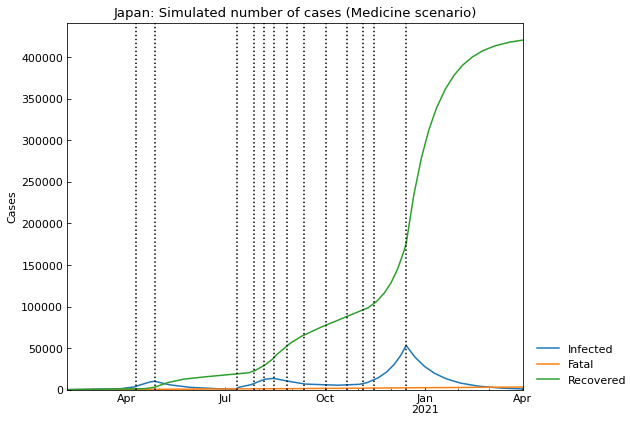 Japan: Simulated number of cases (Medicine scenario)
400000
350000
300000
250000
200000
150000
100000
50000
0
Cases
Apr
Jul
Oct
Jan
2021
Apr
Infected
Fatal
Recovered